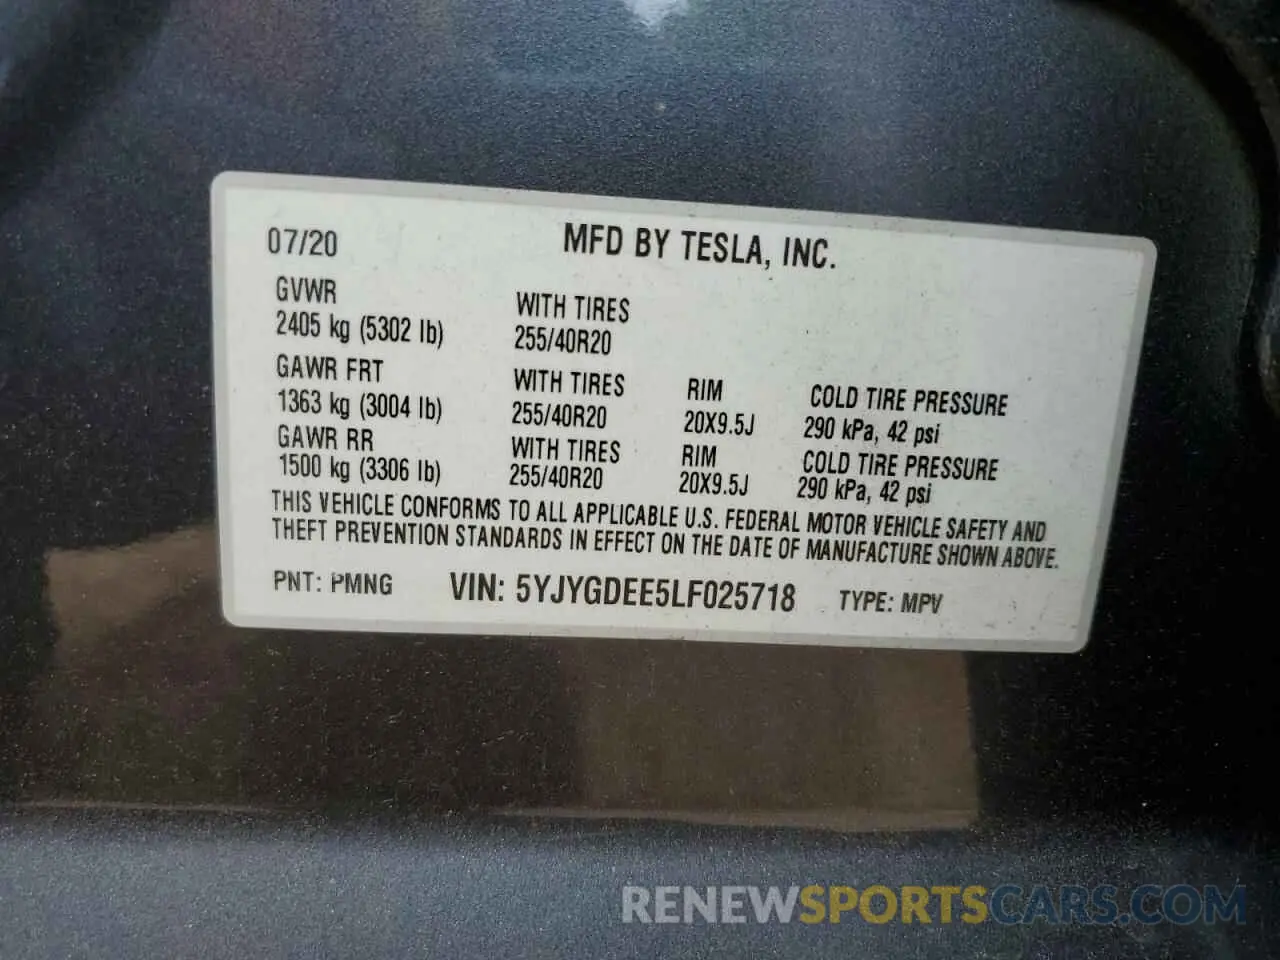 07/20 MFD BY TESLA, INC.
GVWR WITH TIRES
2405 kg (5302 lb) 255/40R20
GAWR FRT WITH TIRES RIM COLD TIRE PRESSURE
1363 kg (3004 lb) 255/40R20 20X9.5J 290 kPa, 42 psi
GAWR RR WITH TIRES RIM COLD TIRE PRESSURE
1500 kg (3306 lb) 255/40R20 20X9.5J 290 kPa, 42 psi
THIS VEHICLE CONFORMS TO ALL APPLICABLE U.S. FEDERAL MOTOR VEHICLE SAFETY AND
THEFT PREVENTION STANDARDS IN EFFECT ON THE DATE OF MANUFACTURE SHOWN ABOVE.
PNT: PMNG VIN: 5YJYGDEE5LF025718 TYPE: MPV
RENEWSPORTSCARS.COM